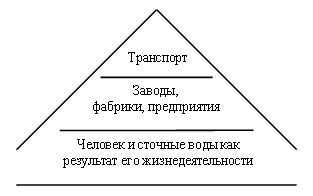 Транспорт
Заводы,
фабрики, предприятия
Человек и сточные воды как
результат его жизнедеятельности